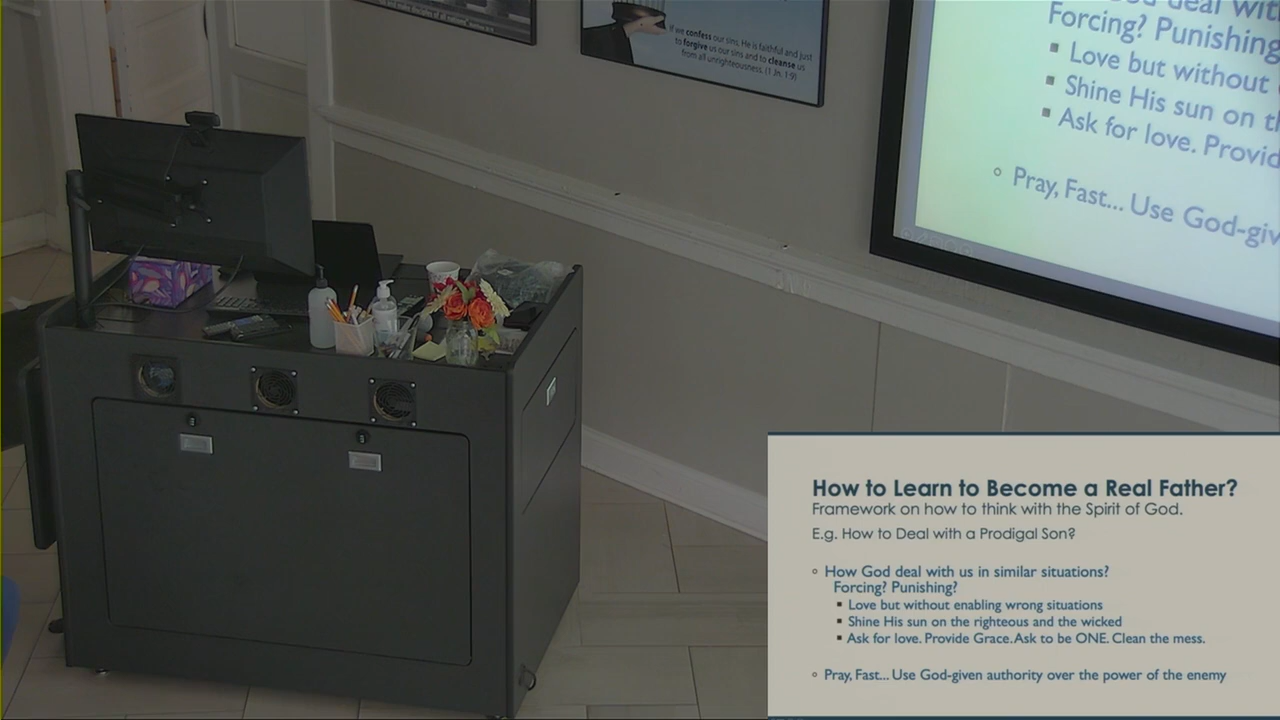 If we confess our sins, He is faithful and just
to forgive us our sins and to cleanse us
from all unrighteousness. (1 Jn. 1:9)
deal with
Forcing? Punishing
▪ Love but without
▪ Shine His sun on th
▪ Ask for love. Provid
◦ Pray, Fast... Use God-giv
How to Learn to Become a Real Father?
Framework on how to think with the Spirit of God.
E.g. How to Deal with a Prodigal Son?
◦ How God deal with us in similar situations?
Forcing? Punishing?
▪ Love but without enabling wrong situations
▪ Shine His sun on the righteous and the wicked
▪ Ask for love. Provide Grace. Ask to be ONE. Clean the mess.
◦ Pray, Fast... Use God-given authority over the power of the enemy